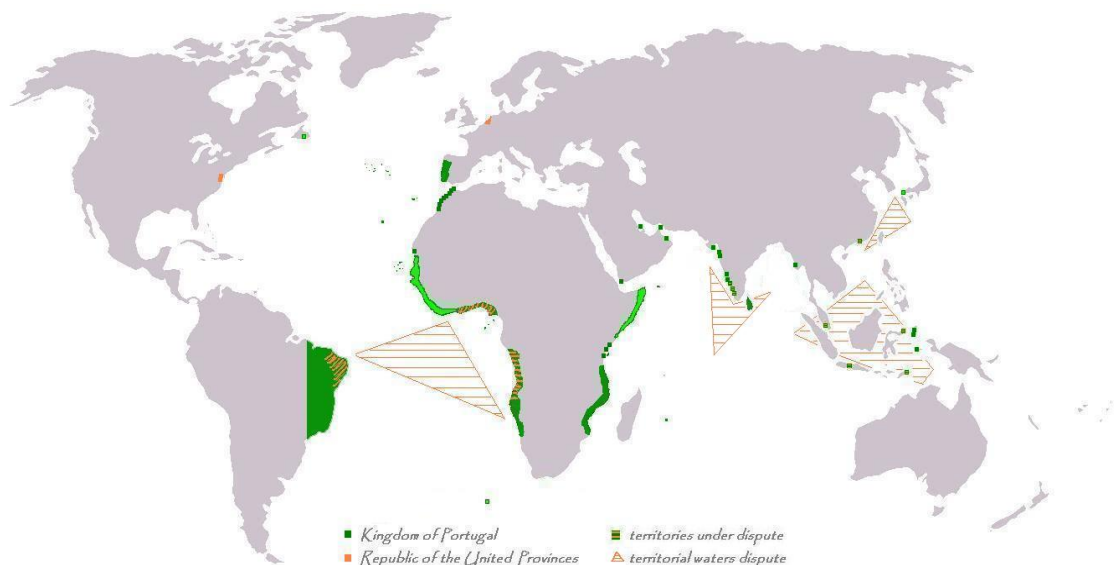 Kingdom of Portugal
Republic of the United Provinces
territories under dispute
territorial waters dispute